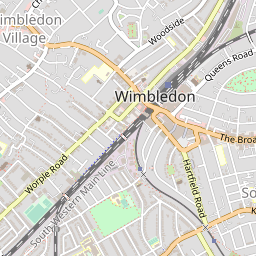 Woodside
imbledon
Village
Queens Road
Wimbledon
The Broa
Worple Road
Hartfield Road
South Western Main Line
So
K